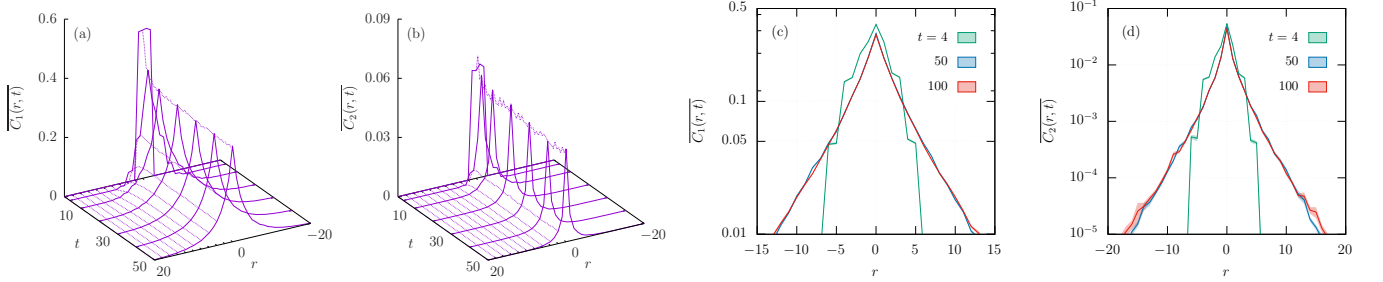 (a)
0.6
0.4
0.2
0
C₁(r, t)
10
30
50
t
20
0
−20
r
(b)
0.09
0.06
0.03
0
C₂(r, t)
10
30
50
t
20
0
−20
r
(c)
0.5
0.1
0.05
0.01
C₁(r, t)
t = 4
50
100
−15 −10 −5 0 5 10 15
r
(d)
10⁻¹
10⁻²
10⁻³
10⁻⁴
10⁻⁵
C₂(r, t)
t = 4
50
100
−20 −10 0 10 20
r